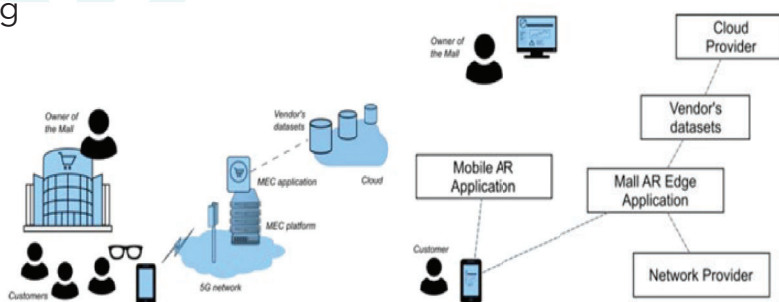 g
Owner of
the Mall
Vendor's
datasets
MEC application
Cloud
MEC platform
5G network
Customers
Owner of
the Mall
Cloud
Provider
Vendor's
datasets
Mobile AR
Application
Mall AR Edge
Application
Customer
Network Provider